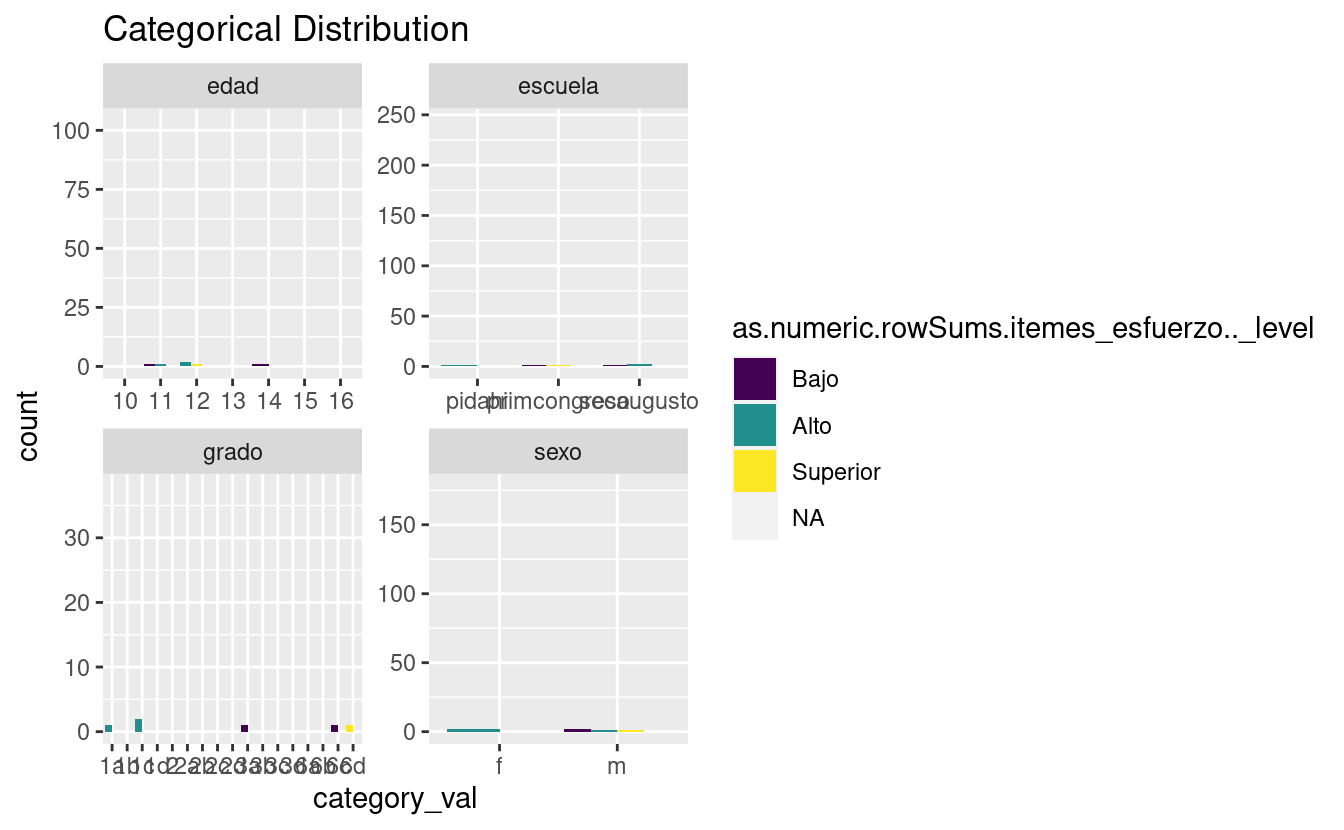 Categorical Distribution
edad
escuela
100
75
50
25
0
10 11 12 13 14 15 16
250
200
150
100
50
0
count
grado
sexo
30
20
10
0
150
100
50
0
f m
category_val
as.numeric.rowSums.itemes_esfuerzo.._level
Bajo
Alto
Superior
NA